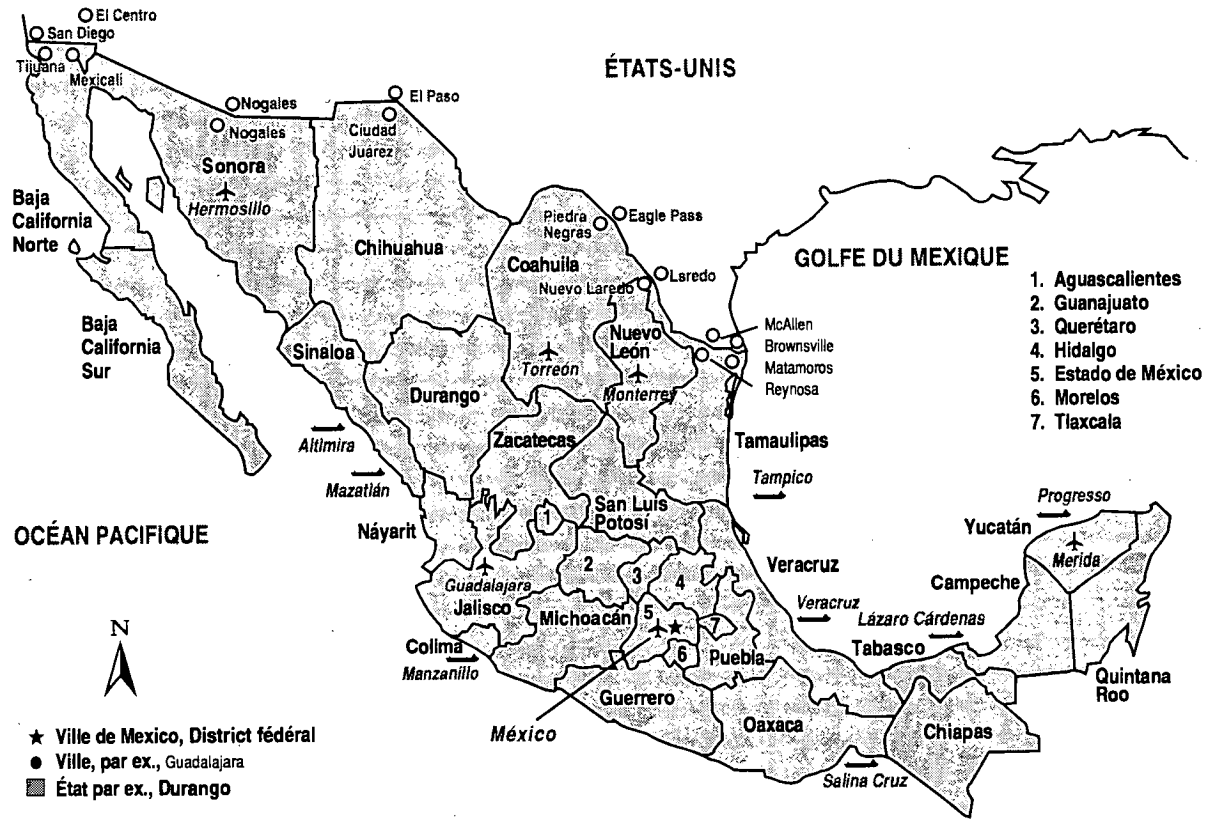 El Centro
San Diego
Tijuana
Mexicali
ÉTATS-UNIS
Nogales
Nogales
El Paso
Ciudad
Juárez
Sonora
Hermosillo
Baja
California
Norte
Chihuahua
Piedra
Negras
Eagle Pass
Coahuila
Laredo
Nuevo Laredo
GOLFE DU MEXIQUE
1. Aguascalientes
2. Guanajuato
3. Querétaro
4. Hidalgo
5. Estado de México
6. Morelos
7. Tlaxcala
Baja
California
Sur
Sinaloa
Durango
Torreón
Nuevo
León
Monterrey
McAllen
Brownsville
Matamoros
Reynosa
Altimira
Mazatlán
Zacatecas
Tamaulipas
Tampico
San Luis
Potosí
OCÉAN PACIFIQUE
Náyarit
1
2
3
4
5
6
7
Guadalajara
Jalisco
Michoacán
Colima
Manzanillo
Veracruz
Veracruz
Progresso
Yucatán
Merida
Campeche
Lázaro Cárdenas
Tabasco
Quintana
Roo
Puebla
Guerrero
México
Oaxaca
Chiapas
Salina Cruz
N
Ville de Mexico, District fédéral
Ville, par ex., Guadalajara
État par ex., Durango